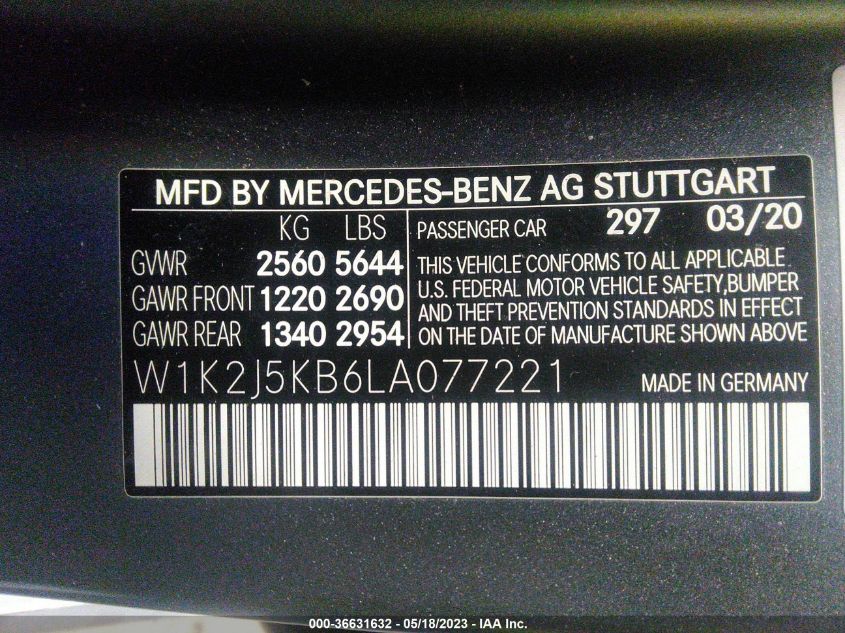 MFD BY MERCEDES-BENZ AG STUTTGART
KG LBS
GVWR 2560 5644
GAWR FRONT 1220 2690
GAWR REAR 1340 2954
PASSENGER CAR 297 03/20
THIS VEHICLE CONFORMS TO ALL APPLICABLE
U.S. FEDERAL MOTOR VEHICLE SAFETY,BUMPER
AND THEFT PREVENTION STANDARDS IN EFFECT
ON THE DATE OF MANUFACTURE SHOWN ABOVE
W1K2J5KB6LA077221 MADE IN GERMANY
000-36631632 - 05/18/2023 - IAA Inc.